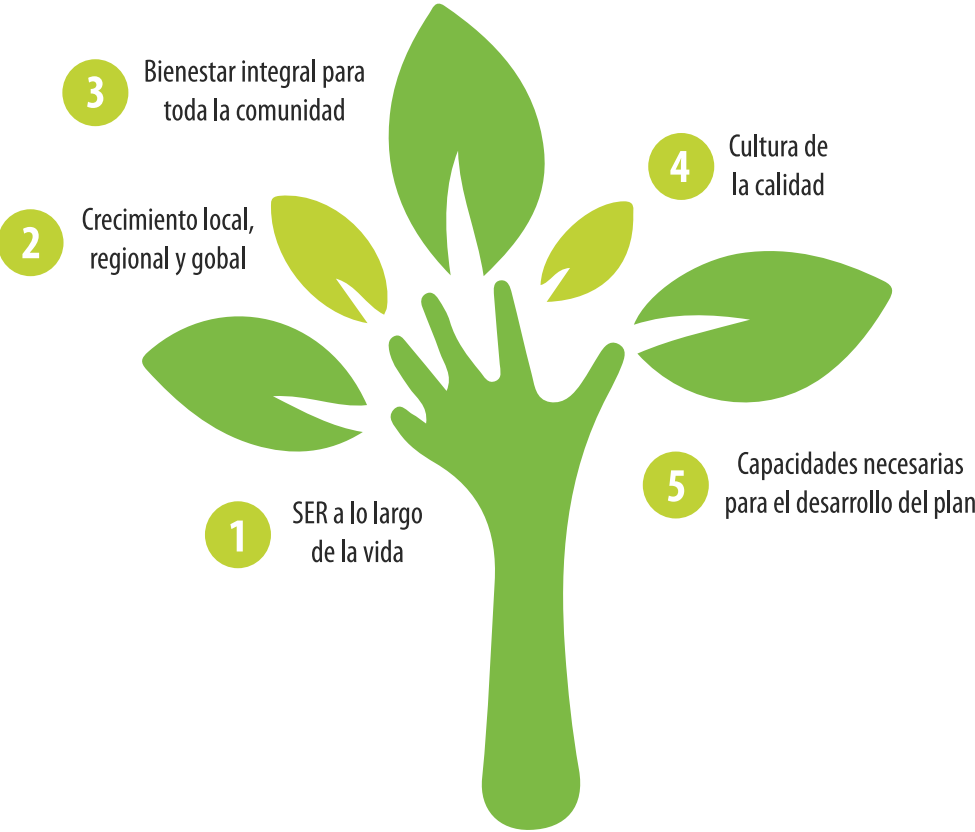 3
Bienestar integral para
toda la comunidad
4
Cultura de
la calidad
2
Crecimiento local,
regional y gobal
5
Capacidades necesarias
para el desarrollo del plan
1
SER a lo largo
de la vida